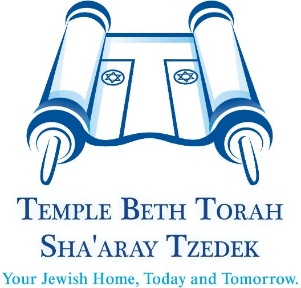 Temple Beth Torah
Sha'aray Tzedek
Your Jewish Home, Today and Tomorrow.